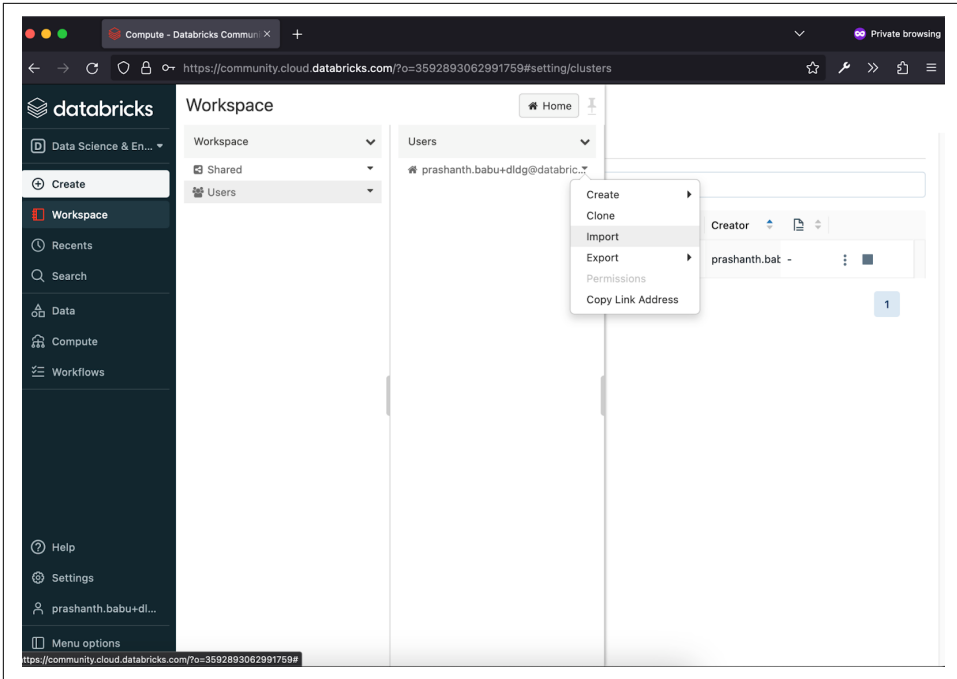 Compute - Databricks Communi
Private browsing
https://community.cloud.databricks.com/?o=3592893062991759#setting/clusters
databricks
D Data Science & En...
Create
Workspace
Recents
Search
Data
Compute
Workflows
Help
Settings
prashanth.babu+dl...
Menu options
https://community.cloud.databricks.com/?o=3592893062991759#
Workspace
Home
Workspace
Shared
Users
Users
prashanth.babu+dldg@databric...
Create
Clone
Import
Export
Permissions
Copy Link Address
Creator
prashanth.bab -
1